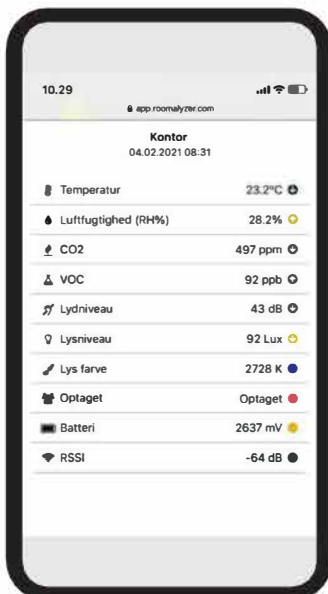 10.29
app.roomalyzer.com
Kontor
04.02.2021 08:31
Temperatur 23.2°C
Luftfugtighed (RH%) 28.2%
CO2 497 ppm
VOC 92 ppb
Lydniveau 43 dB
Lysniveau 92 Lux
Lys farve 2728 K
Optaget Optaget
Batteri 2637 mV
RSSI -64 dB